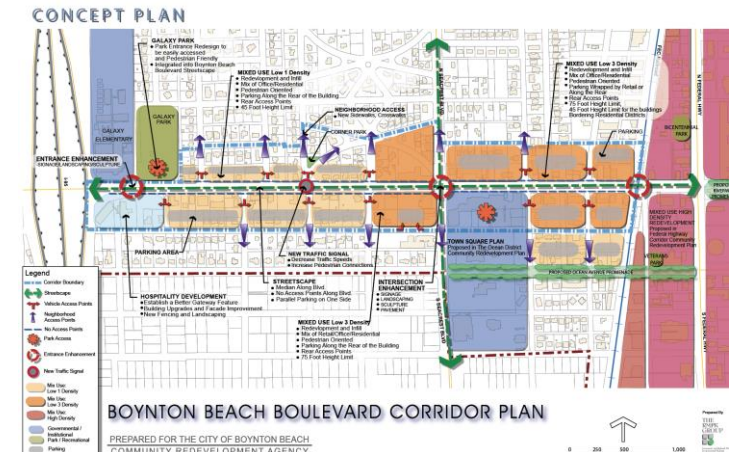 CONCEPT PLAN
GALAXY PARK
Park Entrance Redesign to
be easily accessed
and Pedestrian Friendly
Integrated into Boynton Beach
Boulevard Streetscape
MIXED USE Low 1 Density
Redevelopment and Infill
Mix of Office/Residential
Pedestrian Oriented
Parking Along the Rear of the Building
Rear Access Points
45 Foot Height Limit
NEIGHBORHOOD ACCESS
New Sidewalks, Crosswalks
CORNER PARK
MIXED USE Low 3 Density
Redevelopment and Infill
Mix of Office/Residential
Pedestrian Oriented
Parking Wrapped by Retail or
Along the Rear
Rear Access Points
75 Foot Height Limit
45 Foot Height Limit for the buildings
Bordering Residential Districts
PARKING
N FEDERAL HWY
BICENTENNIAL
PARK
GALAXY
PARK
GALAXY
ELEMENTARY
ENTRANCE ENHANCEMENT
I-95
PARKING AREA
NEW TRAFFIC SIGNAL
Decrease Traffic Speeds
Increase Pedestrian Connections
TOWN SQUARE PLAN
Proposed in The Ocean District
Community Redevelopment Plan
MIXED USE HIGH
DENSITY
REDEVELOPMENT
Proposed in
Federal Highway
Corridor Community
Redevelopment Plan
VETERANS
PARK
PROPOSED OCEAN AVENUE PROMENADE
HOSPITALITY DEVELOPMENT
Establish a Better Gateway Feature
Building Upgrades and Facade Improvement
New Fencing and Landscaping
STREETSCAPE
Median Along Blvd.
No Access Points Along Blvd.
Parallel Parking on One Side
INTERSECTION
ENHANCEMENT
SIGNAGE
LANDSCAPING
SCULPTURE
PAVEMENT
MIXED USE Low 3 Density
Redevelopment and Infill
Mix of Retail/Office/Residential
Pedestrian Oriented
Parking Along the Rear of the Building
Rear Access Points
75 Foot Height Limit
Legend
Corridor Boundary
Streetscape
Vehicle Access Points
Neighborhood
Access Points
No Access Points
Park Access
Entrance Enhancement
New Traffic Signal
Mix Use
Low 1 Density
Mix Use
Low 3 Density
Mix Use
High Density
Governmental /
Institutional
Park / Recreational
Parking
BOYNTON BEACH BOULEVARD CORRIDOR PLAN
PREPARED FOR THE CITY OF BOYNTON BEACH
COMMUNITY REDEVELOPMENT AGENCY
0 250 500 1,000
Prepared by